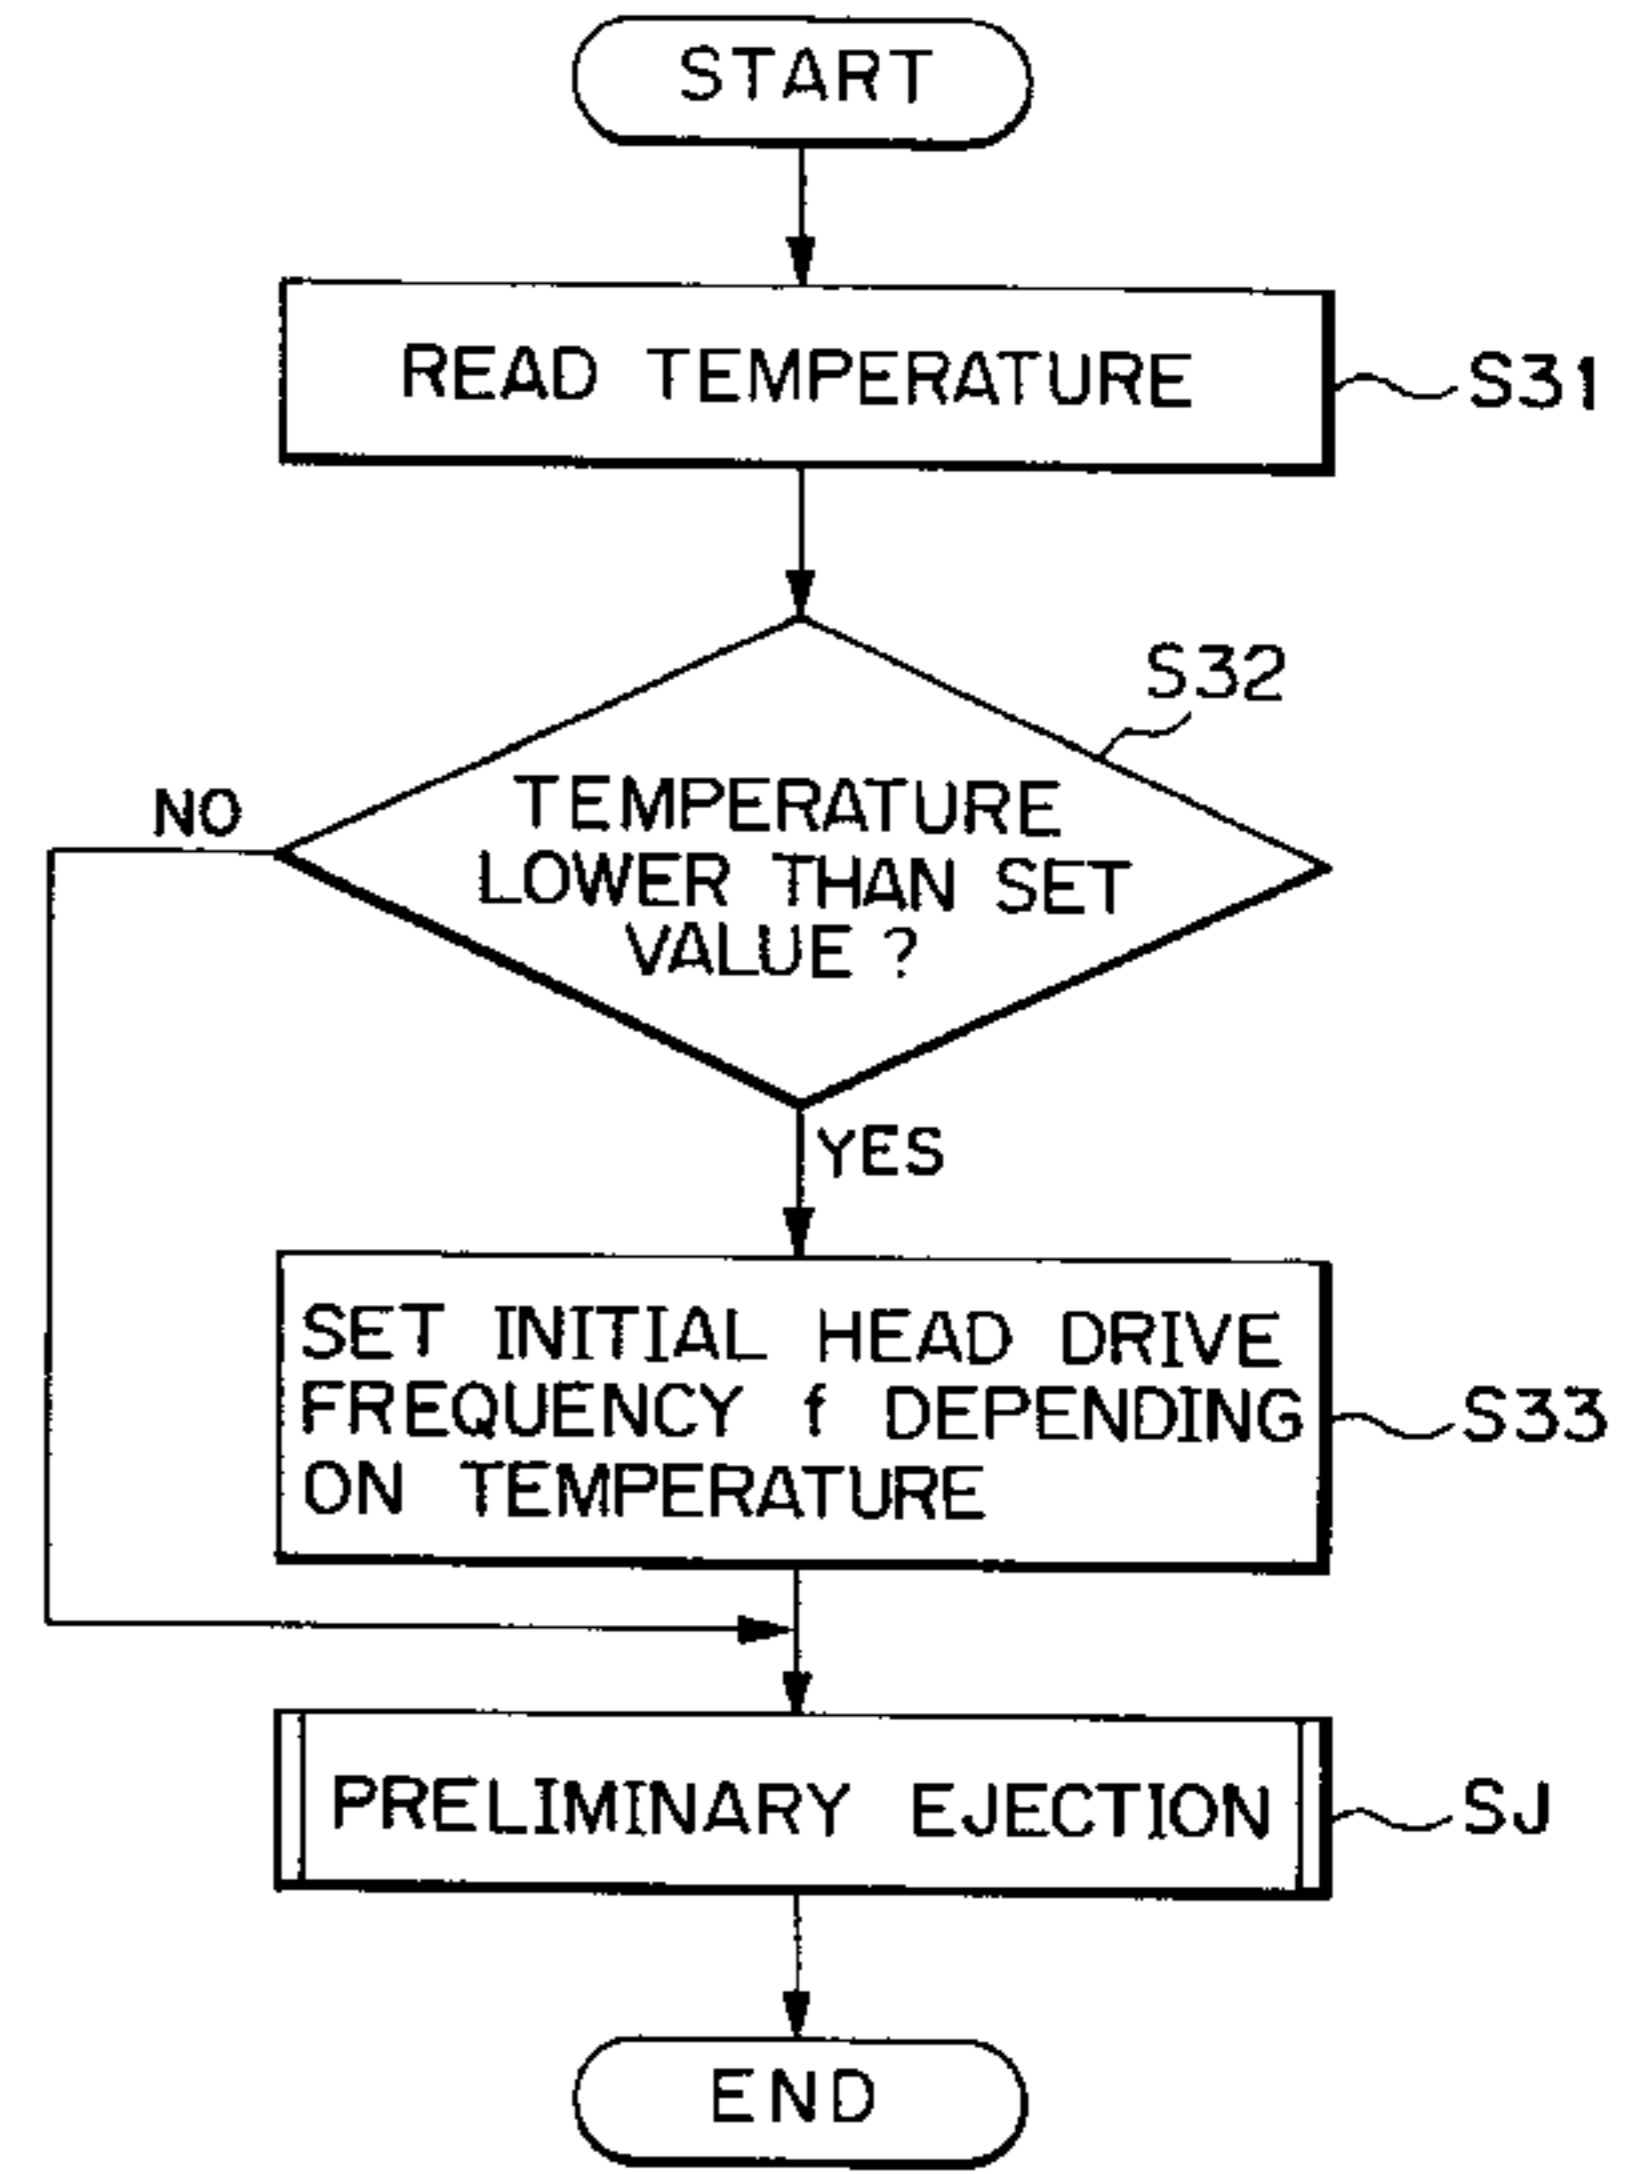 START
READ TEMPERATURE
S31
S32
TEMPERATURE
LOWER THAN SET
VALUE ?
NO
YES
SET INITIAL HEAD DRIVE
FREQUENCY f DEPENDING
ON TEMPERATURE
S33
PRELIMINARY EJECTION
SJ
END